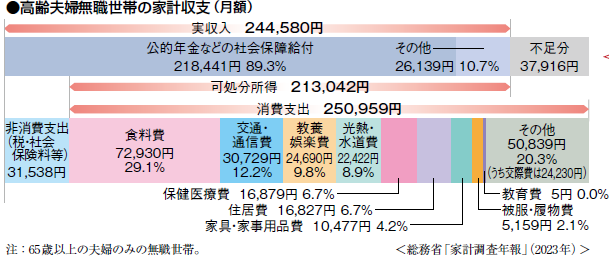 ●高齢夫婦無職世帯の家計収支(月額)
実収入 244,580円
公的年金などの社会保障給付
218,441円 89.3%
その他
26,139円 10.7%
不足分
37,916円
可処分所得 213,042円
消費支出 250,959円
非消費支出
(税・社会
保険料等)
31,538円
食料費
72,930円
29.1%
交通・
通信費
30,729円
12.2%
教養
娯楽費
24,690円
9.8%
光熱・
水道費
22,422円
8.9%
その他
50,839円
20.3%
(うち交際費は24,230円)
保健医療費 16,879円 6.7%
住居費 16,827円 6.7%
家具・家事用品費 10,477円 4.2%
教育費 5円 0.0%
被服・履物費
5,159円 2.1%
注:65歳以上の夫婦のみの無職世帯。
<総務省「家計調査年報」(2023年)>